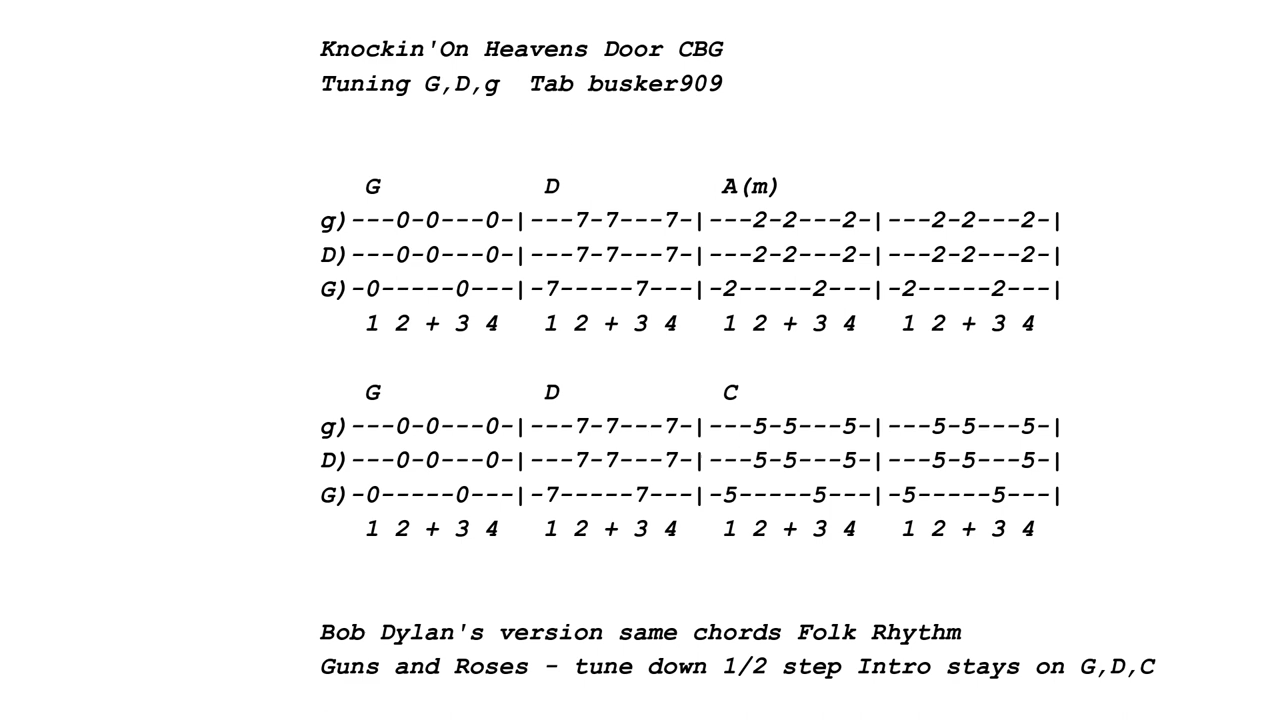 Knockin'On Heavens Door CBG
Tuning G,D,g  Tab busker909
   G           D           A(m)
g)---0-0---0-|---7-7---7-|---2-2---2-|---2-2---2-|
D)---0-0---0-|---7-7---7-|---2-2---2-|---2-2---2-|
G)-0-----0---|-7-----7---|-2-----2---|-2-----2---|
   1 2 + 3 4   1 2 + 3 4   1 2 + 3 4   1 2 + 3 4
   G           D           C
g)---0-0---0-|---7-7---7-|---5-5---5-|---5-5---5-|
D)---0-0---0-|---7-7---7-|---5-5---5-|---5-5---5-|
G)-0-----0---|-7-----7---|-5-----5---|-5-----5---|
   1 2 + 3 4   1 2 + 3 4   1 2 + 3 4   1 2 + 3 4
Bob Dylan's version same chords Folk Rhythm
Guns and Roses - tune down 1/2 step Intro stays on G,D,C